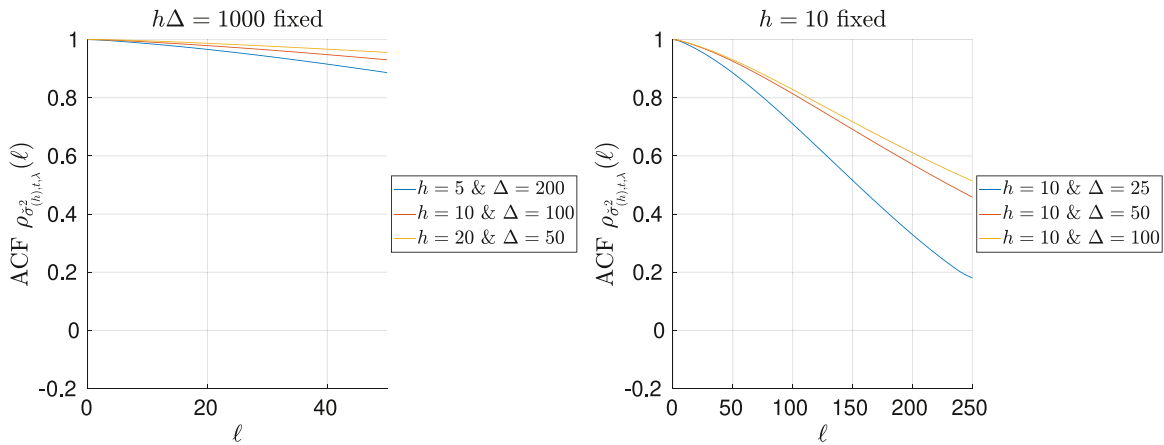 hΔ = 1000 fixed
ACF ρ_{σ̃²_{(h),t,λ}}(ℓ)
1
0.8
0.6
0.4
0.2
0
-0.2
0 20 40
ℓ
h = 5 & Δ = 200
h = 10 & Δ = 100
h = 20 & Δ = 50
h = 10 fixed
ACF ρ_{σ̃²_{(h),t,λ}}(ℓ)
1
0.8
0.6
0.4
0.2
0
-0.2
0 50 100 150 200 250
ℓ
h = 10 & Δ = 25
h = 10 & Δ = 50
h = 10 & Δ = 100